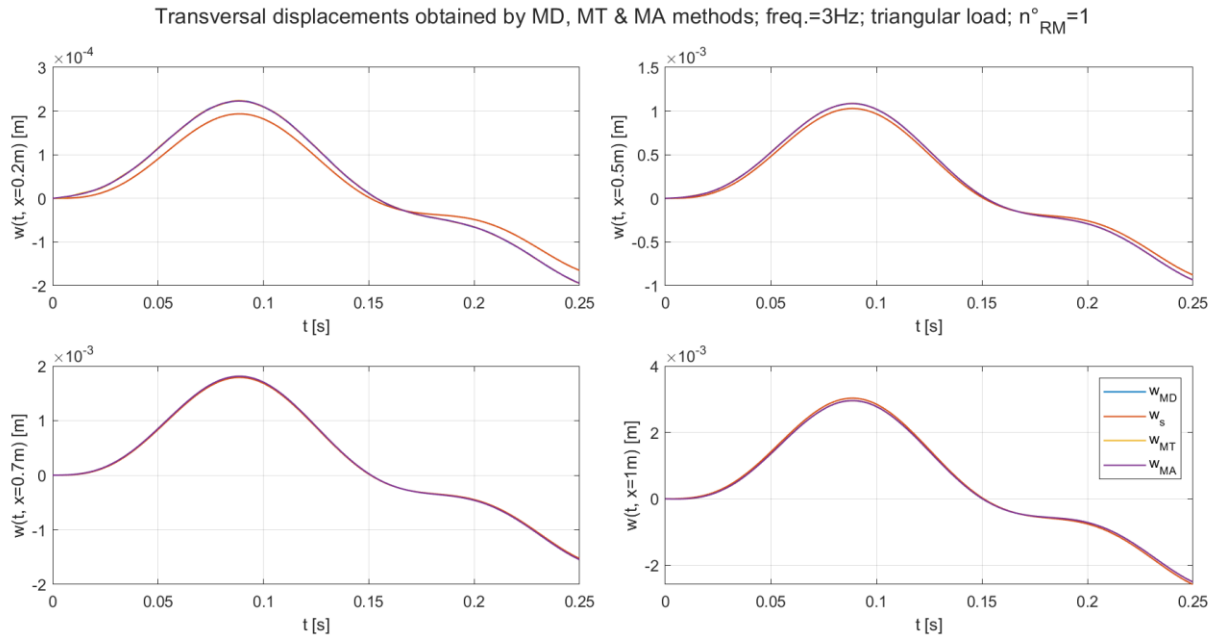 Transversal displacements obtained by MD, MT & MA methods; freq.=3Hz; triangular load; n°_RM=1
×10⁻⁴
3
2
1
0
-1
-2
w(t, x=0.2m) [m]
0 0.05 0.1 0.15 0.2 0.25
t [s]
×10⁻³
1.5
1
0.5
0
-0.5
-1
w(t, x=0.5m) [m]
0 0.05 0.1 0.15 0.2 0.25
t [s]
×10⁻³
2
1
0
-1
-2
w(t, x=0.7m) [m]
0 0.05 0.1 0.15 0.2 0.25
t [s]
×10⁻³
4
2
0
-2
w(t, x=1m) [m]
0 0.05 0.1 0.15 0.2 0.25
t [s]
w_MD
w_s
w_MT
w_MA